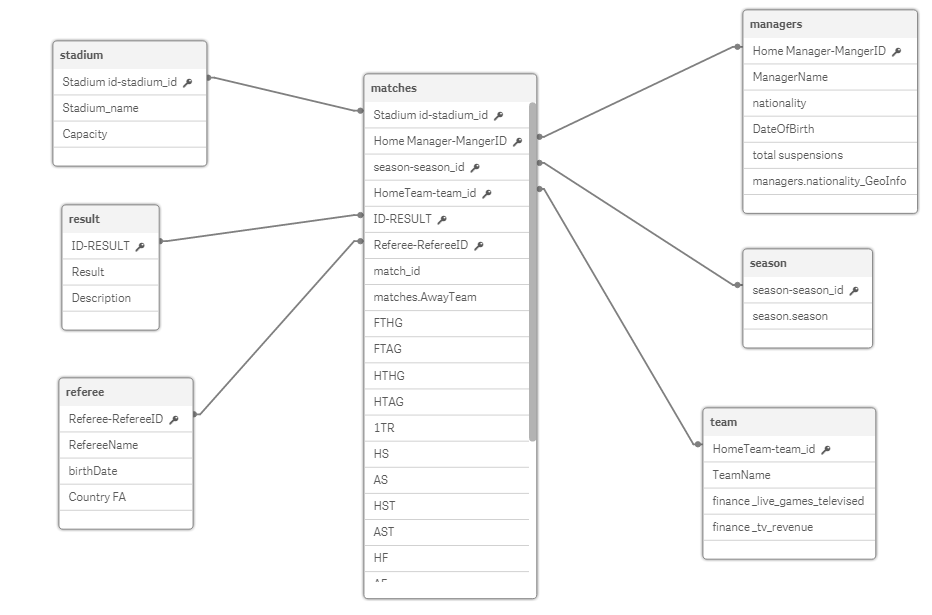 stadium
Stadium id-stadium_id
Stadium_name
Capacity
result
ID-RESULT
Result
Description
referee
Referee-RefereeID
RefereeName
birthDate
Country FA
matches
Stadium id-stadium_id
Home Manager-MangerID
season-season_id
HomeTeam-team_id
ID-RESULT
Referee-RefereeID
match_id
matches.AwayTeam
FTHG
FTAG
HTHG
HTAG
1TR
HS
AS
HST
AST
HF
managers
Home Manager-MangerID
ManagerName
nationality
DateOfBirth
total suspensions
managers.nationality_GeoInfo
season
season-season_id
season.season
team
HomeTeam-team_id
TeamName
finance _live_games_televised
finance _tv_revenue